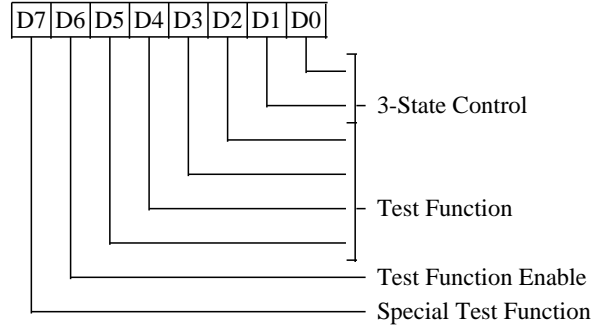 D7 D6 D5 D4 D3 D2 D1 D0
3-State Control
Test Function
Test Function Enable
Special Test Function